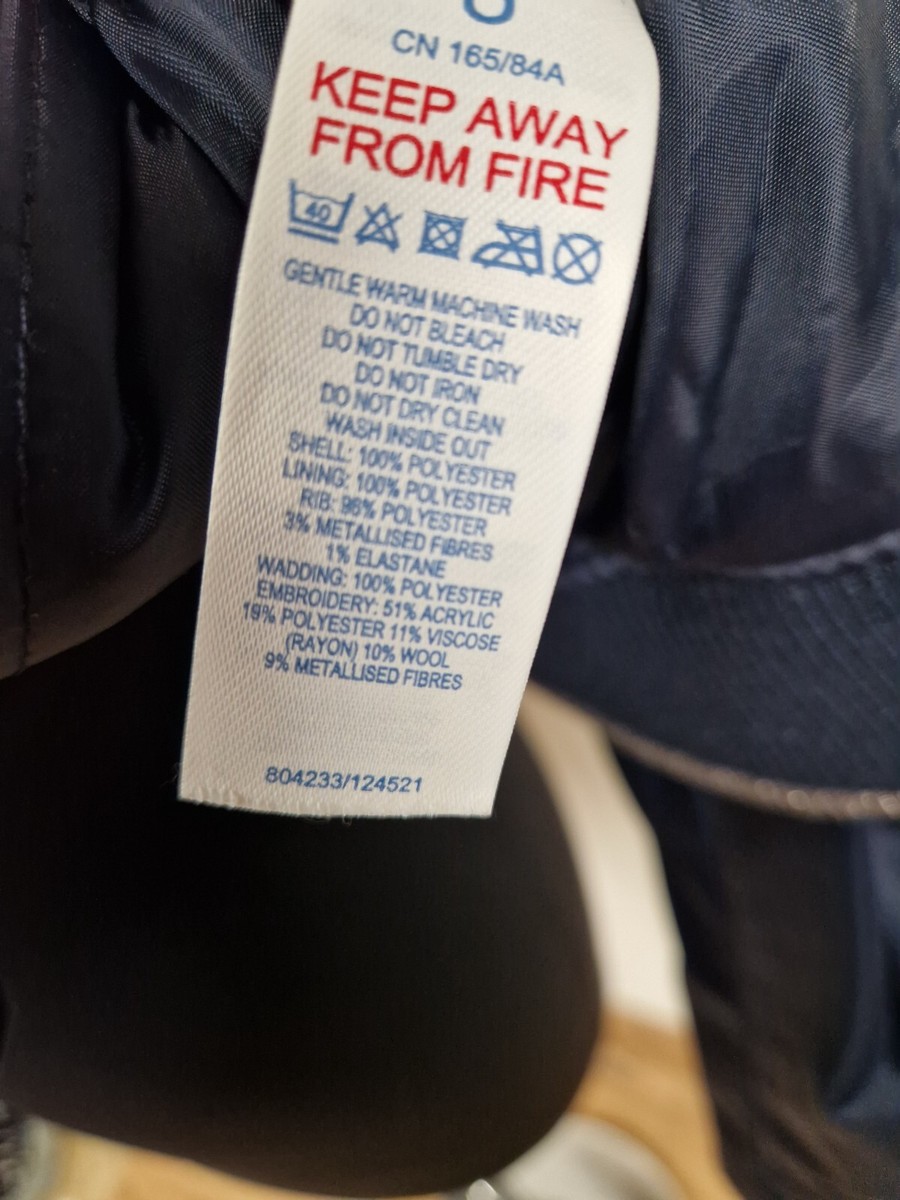 CN 165/84A
KEEP AWAY
FROM FIRE
40
GENTLE WARM MACHINE WASH
DO NOT BLEACH
DO NOT TUMBLE DRY
DO NOT IRON
DO NOT DRY CLEAN
WASH INSIDE OUT
SHELL: 100% POLYESTER
LINING: 100% POLYESTER
RIB: 96% POLYESTER
3% METALLISED FIBRES
1% ELASTANE
WADDING: 100% POLYESTER
EMBROIDERY: 51% ACRYLIC
19% POLYESTER 11% VISCOSE
(RAYON) 10% WOOL
9% METALLISED FIBRES
804233/124521